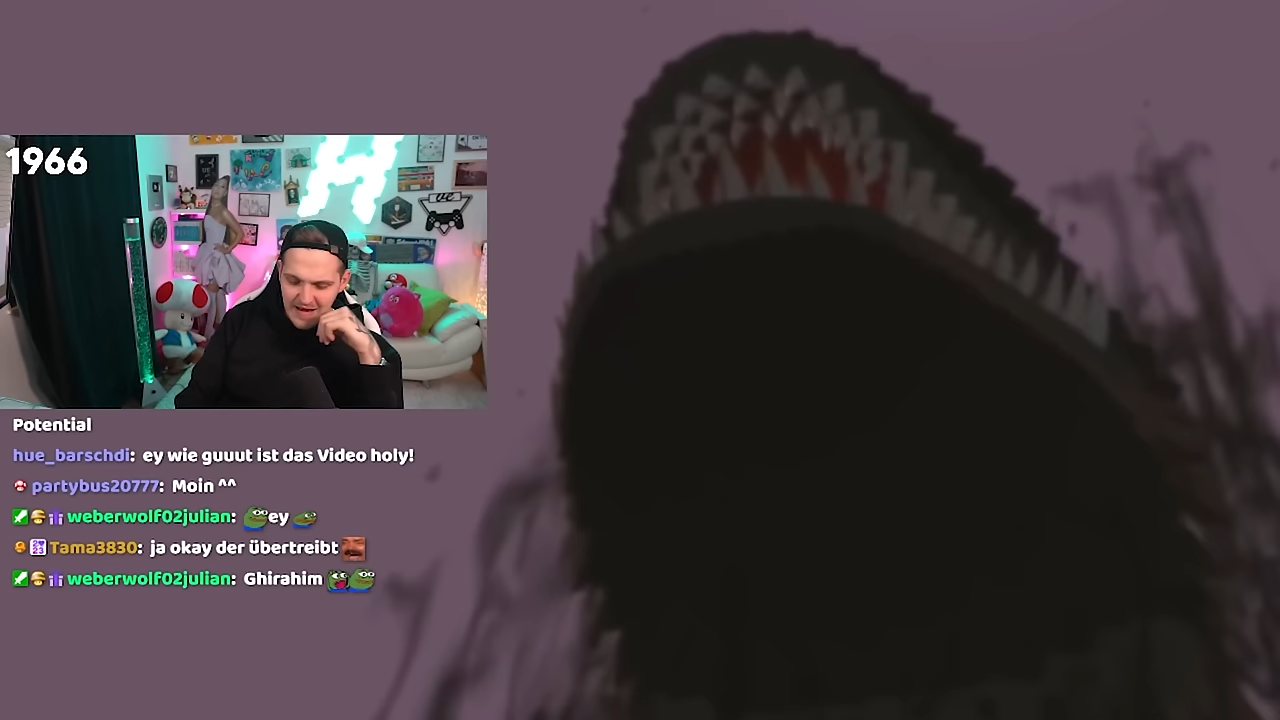 1966
H
Potential
hue_barschdi: ey wie guuut ist das Video holy!
partybus20777: Moin ^^
weberwolf02julian: ey
Tama3830: ja okay der übertreibt
weberwolf02julian: Ghirahim